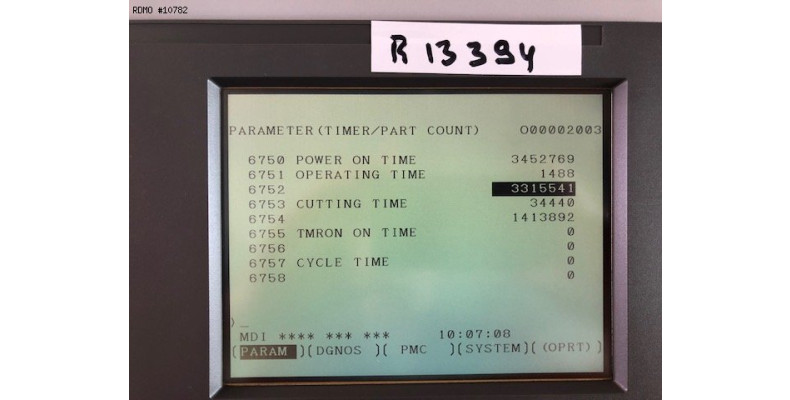 RDMO #10782
R 13394
PARAMETER(TIMER/PART COUNT) O00002003
6750 POWER ON TIME 3452769
6751 OPERATING TIME 1488
6752 3315541
6753 CUTTING TIME 34440
6754 1413892
6755 TMRON ON TIME 0
6756 0
6757 CYCLE TIME 0
6758 0
)_
MDI **** *** *** 10:07:08
(PARAM )(DGNOS )( PMC )(SYSTEM)( (OPRT) )